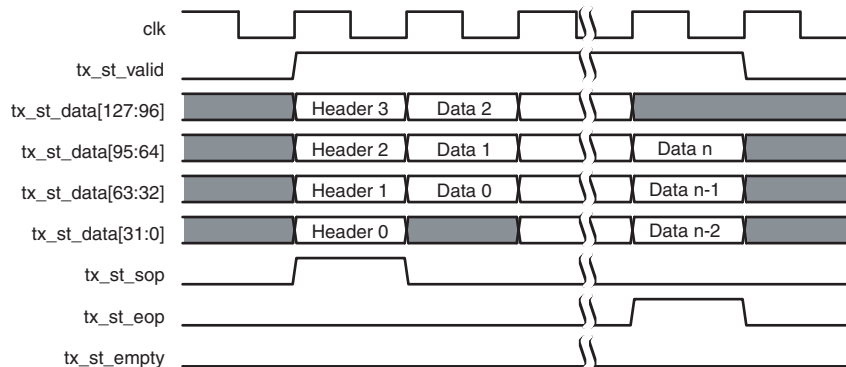 clk
tx_st_valid
tx_st_data[127:96] Header 3 Data 2
tx_st_data[95:64] Header 2 Data 1 Data n
tx_st_data[63:32] Header 1 Data 0 Data n-1
tx_st_data[31:0] Header 0 Data n-2
tx_st_sop
tx_st_eop
tx_st_empty